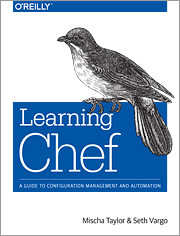 O'REILLY®
Learning
Chef
A GUIDE TO CONFIGURATION MANAGEMENT AND AUTOMATION
Mischa Taylor & Seth Vargo